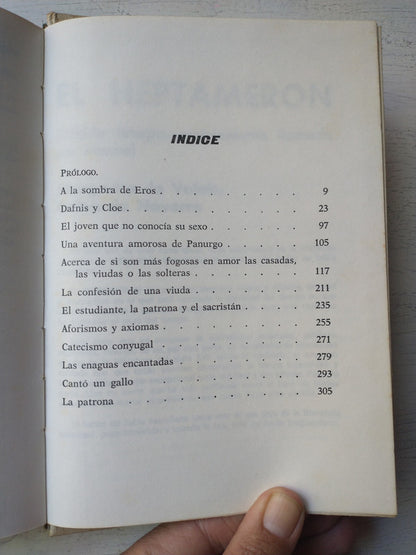 EL HEPTAMERON
INDICE
PRÓLOGO.
A la sombra de Eros . . . . . . . 9
Dafnis y Cloe . . . . . . . . 23
El joven que no conocía su sexo . . . . . 97
Una aventura amorosa de Panurgo . . . . 105
Acerca de si son más fogosas en amor las casadas,
las viudas o las solteras . . . . . . 117
La confesión de una viuda . . . . . . 211
El estudiante, la patrona y el sacristán . . . . 235
Aforismos y axiomas . . . . . . . 255
Catecismo conyugal . . . . . . . 271
Las enaguas encantadas . . . . . . 279
Cantó un gallo . . . . . . . . 293
La patrona . . . . . . . . . 305